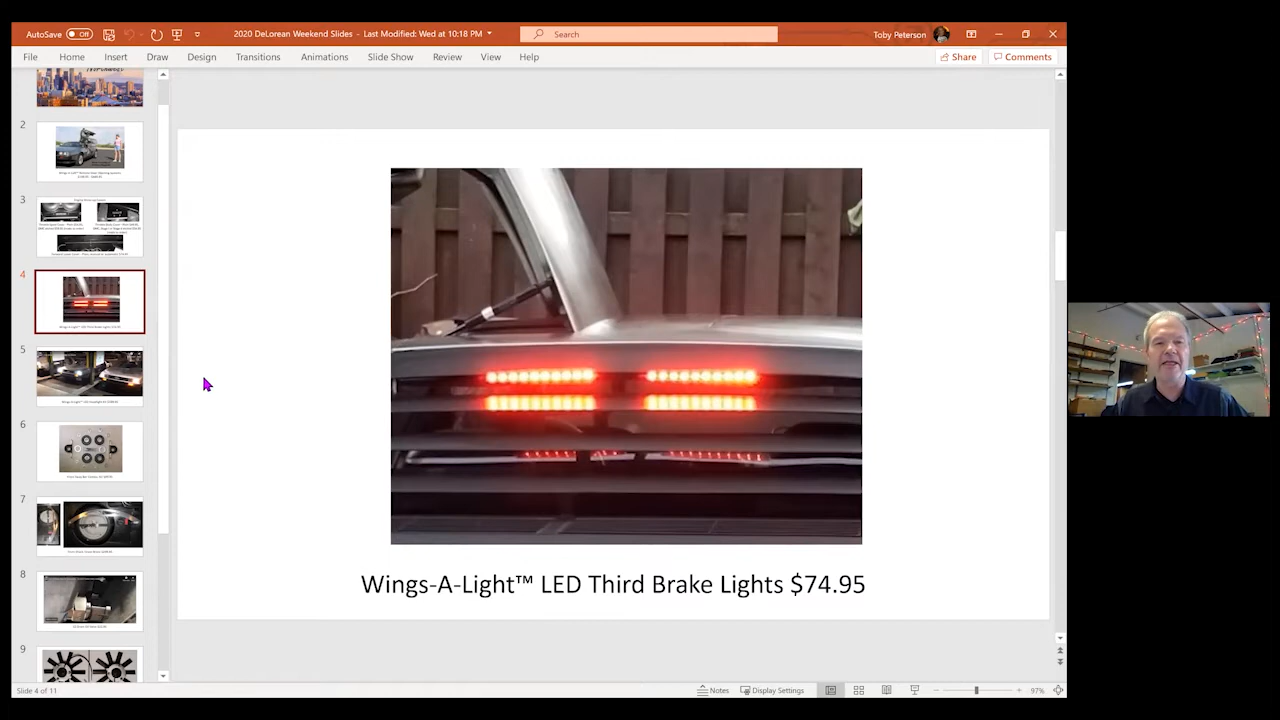 AutoSave Off 2020 DeLorean Weekend Slides - Last Modified: Wed at 10:18 PM Search Toby Peterson
File Home Insert Draw Design Transitions Animations Slide Show Review View Help Share Comments
2
3
4
5
6
7
8
9
Wings-A-Light™ LED Third Brake Lights $74.95
Slide 4 of 11 Notes Display Settings 97%